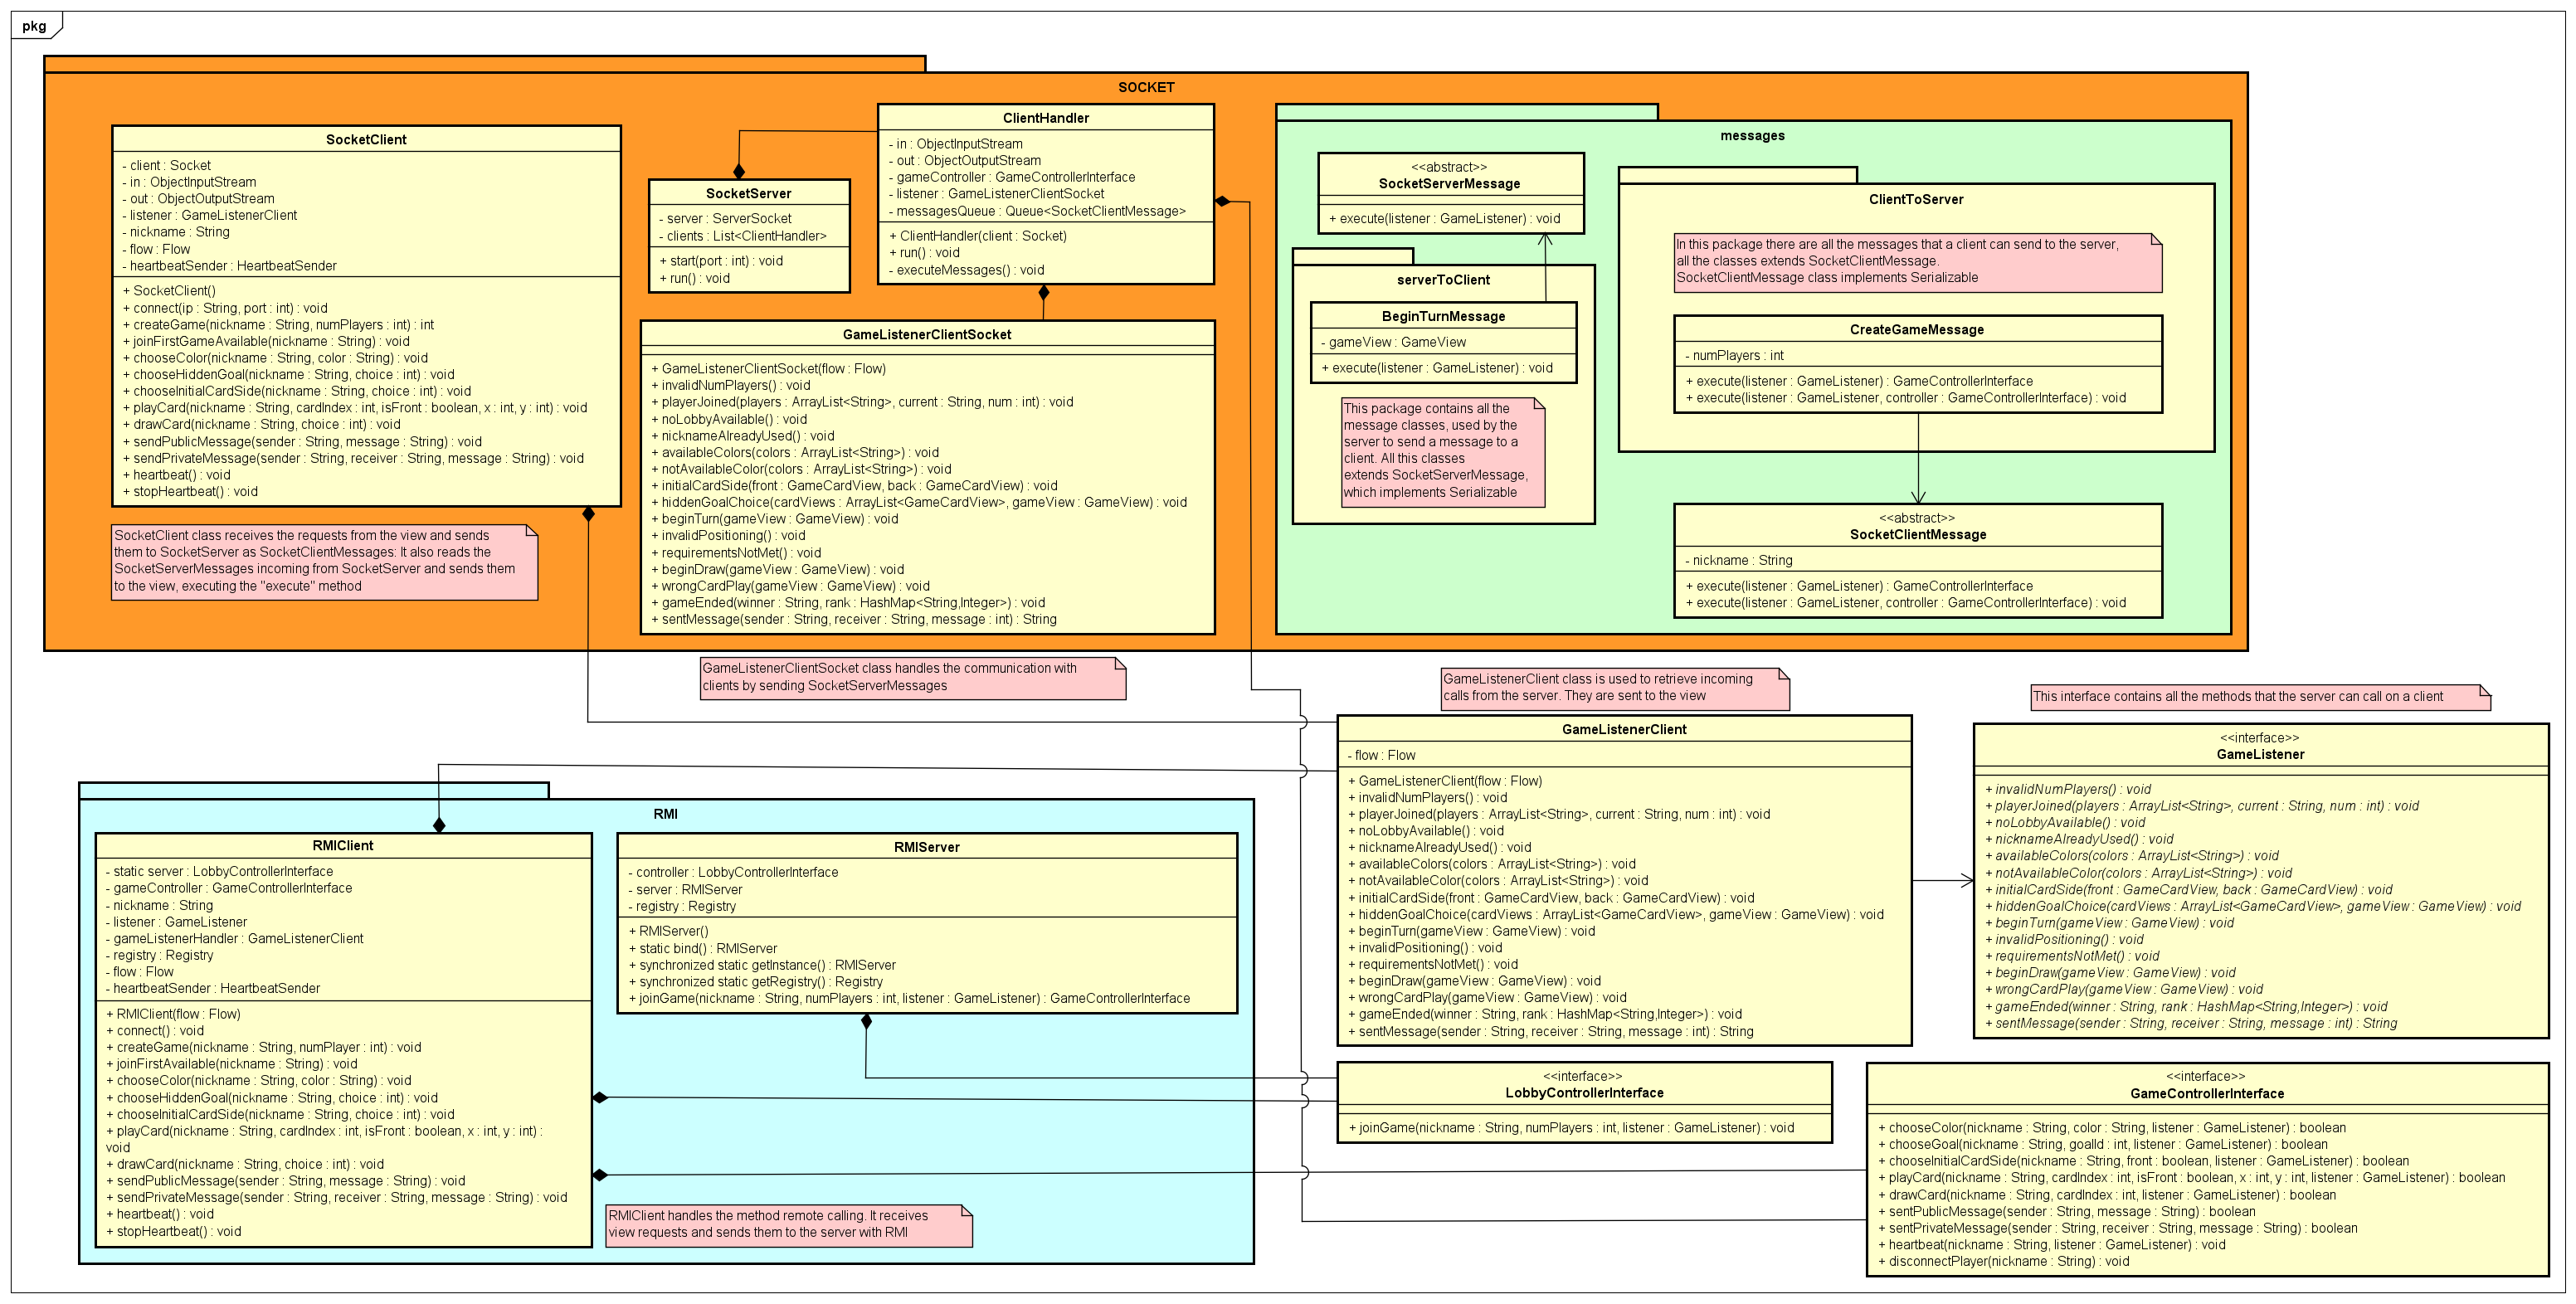 pkg
SOCKET
SocketClient
- client : Socket
- in : ObjectInputStream
- out : ObjectOutputStream
- listener : GameListenerClient
- nickname : String
- flow : Flow
- heartbeatSender : HeartbeatSender
+ SocketClient()
+ connect(ip : String, port : int) : void
+ createGame(nickname : String, numPlayers : int) : int
+ joinFirstGameAvailable(nickname : String) : void
+ chooseColor(nickname : String, color : String) : void
+ chooseHiddenGoal(nickname : String, choice : int) : void
+ chooseInitialCardSide(nickname : String, choice : int) : void
+ playCard(nickname : String, cardIndex : int, isFront : boolean, x : int, y : int) : void
+ drawCard(nickname : String, choice : int) : void
+ sendPublicMessage(sender : String, message : String) : void
+ sendPrivateMessage(sender : String, receiver : String, message : String) : void
+ heartbeat() : void
+ stopHeartbeat() : void
SocketClient class receives the requests from the view and sends
them to SocketServer as SocketClientMessages: It also reads the
SocketServerMessages incoming from SocketServer and sends them
to the view, executing the "execute" method
SocketServer
- server : ServerSocket
- clients : List<ClientHandler>
+ start(port : int) : void
+ run() : void
ClientHandler
- in : ObjectInputStream
- out : ObjectOutputStream
- gameController : GameControllerInterface
- listener : GameListenerClientSocket
- messagesQueue : Queue<SocketClientMessage>
+ ClientHandler(client : Socket)
+ run() : void
- executeMessages() : void
GameListenerClientSocket
+ GameListenerClientSocket(flow : Flow)
+ invalidNumPlayers() : void
+ playerJoined(players : ArrayList<String>, current : String, num : int) : void
+ noLobbyAvailable() : void
+ nicknameAlreadyUsed() : void
+ availableColors(colors : ArrayList<String>) : void
+ notAvailableColor(colors : ArrayList<String>) : void
+ initialCardSide(front : GameCardView, back : GameCardView) : void
+ hiddenGoalChoice(cardViews : ArrayList<GameCardView>, gameView : GameView) : void
+ beginTurn(gameView : GameView) : void
+ invalidPositioning() : void
+ requirementsNotMet() : void
+ beginDraw(gameView : GameView) : void
+ wrongCardPlay(gameView : GameView) : void
+ gameEnded(winner : String, rank : HashMap<String,Integer>) : void
+ sentMessage(sender : String, receiver : String, message : int) : String
messages
<<abstract>>
SocketServerMessage
+ execute(listener : GameListener) : void
serverToClient
BeginTurnMessage
- gameView : GameView
+ execute(listener : GameListener) : void
This package contains all the
message classes, used by the
server to send a message to a
client. All this classes
extends SocketServerMessage,
which implements Serializable
ClientToServer
In this package there are all the messages that a client can send to the server,
all the classes extends SocketClientMessage.
SocketClientMessage class implements Serializable
CreateGameMessage
- numPlayers : int
+ execute(listener : GameListener) : GameControllerInterface
+ execute(listener : GameListener, controller : GameControllerInterface) : void
<<abstract>>
SocketClientMessage
- nickname : String
+ execute(listener : GameListener) : GameControllerInterface
+ execute(listener : GameListener, controller : GameControllerInterface) : void
GameListenerClientSocket class handles the communication with
clients by sending SocketServerMessages
GameListenerClient class is used to retrieve incoming
calls from the server. They are sent to the view
This interface contains all the methods that the server can call on a client
GameListenerClient
- flow : Flow
+ GameListenerClient(flow : Flow)
+ invalidNumPlayers() : void
+ playerJoined(players : ArrayList<String>, current : String, num : int) : void
+ noLobbyAvailable() : void
+ nicknameAlreadyUsed() : void
+ availableColors(colors : ArrayList<String>) : void
+ notAvailableColor(colors : ArrayList<String>) : void
+ initialCardSide(front : GameCardView, back : GameCardView) : void
+ hiddenGoalChoice(cardViews : ArrayList<GameCardView>, gameView : GameView) : void
+ beginTurn(gameView : GameView) : void
+ invalidPositioning() : void
+ requirementsNotMet() : void
+ beginDraw(gameView : GameView) : void
+ wrongCardPlay(gameView : GameView) : void
+ gameEnded(winner : String, rank : HashMap<String,Integer>) : void
+ sentMessage(sender : String, receiver : String, message : int) : String
<<interface>>
GameListener
+ invalidNumPlayers() : void
+ playerJoined(players : ArrayList<String>, current : String, num : int) : void
+ noLobbyAvailable() : void
+ nicknameAlreadyUsed() : void
+ availableColors(colors : ArrayList<String>) : void
+ notAvailableColor(colors : ArrayList<String>) : void
+ initialCardSide(front : GameCardView, back : GameCardView) : void
+ hiddenGoalChoice(cardViews : ArrayList<GameCardView>, gameView : GameView) : void
+ beginTurn(gameView : GameView) : void
+ invalidPositioning() : void
+ requirementsNotMet() : void
+ beginDraw(gameView : GameView) : void
+ wrongCardPlay(gameView : GameView) : void
+ gameEnded(winner : String, rank : HashMap<String,Integer>) : void
+ sentMessage(sender : String, receiver : String, message : int) : String
RMI
RMIClient
- static server : LobbyControllerInterface
- gameController : GameControllerInterface
- nickname : String
- listener : GameListener
- gameListenerHandler : GameListenerClient
- registry : Registry
- flow : Flow
- heartbeatSender : HeartbeatSender
+ RMIClient(flow : Flow)
+ connect() : void
+ createGame(nickname : String, numPlayer : int) : void
+ joinFirstAvailable(nickname : String) : void
+ chooseColor(nickname : String, color : String) : void
+ chooseHiddenGoal(nickname : String, choice : int) : void
+ chooseInitialCardSide(nickname : String, choice : int) : void
+ playCard(nickname : String, cardIndex : int, isFront : boolean, x : int, y : int) :
void
+ drawCard(nickname : String, choice : int) : void
+ sendPublicMessage(sender : String, message : String) : void
+ sendPrivateMessage(sender : String, receiver : String, message : String) : void
+ heartbeat() : void
+ stopHeartbeat() : void
RMIServer
- controller : LobbyControllerInterface
- server : RMIServer
- registry : Registry
+ RMIServer()
+ static bind() : RMIServer
+ synchronized static getInstance() : RMIServer
+ synchronized static getRegistry() : Registry
+ joinGame(nickname : String, numPlayers : int, listener : GameListener) : GameControllerInterface
RMIClient handles the method remote calling. It receives
view requests and sends them to the server with RMI
<<interface>>
LobbyControllerInterface
+ joinGame(nickname : String, numPlayers : int, listener : GameListener) : void
<<interface>>
GameControllerInterface
+ chooseColor(nickname : String, color : String, listener : GameListener) : boolean
+ chooseGoal(nickname : String, goalId : int, listener : GameListener) : boolean
+ chooseInitialCardSide(nickname : String, front : boolean, listener : GameListener) : boolean
+ playCard(nickname : String, cardIndex : int, isFront : boolean, x : int, y : int, listener : GameListener) : boolean
+ drawCard(nickname : String, cardIndex : int, listener : GameListener) : boolean
+ sentPublicMessage(sender : String, message : String) : boolean
+ sentPrivateMessage(sender : String, receiver : String, message : String) : boolean
+ heartbeat(nickname : String, listener : GameListener) : void
+ disconnectPlayer(nickname : String) : void